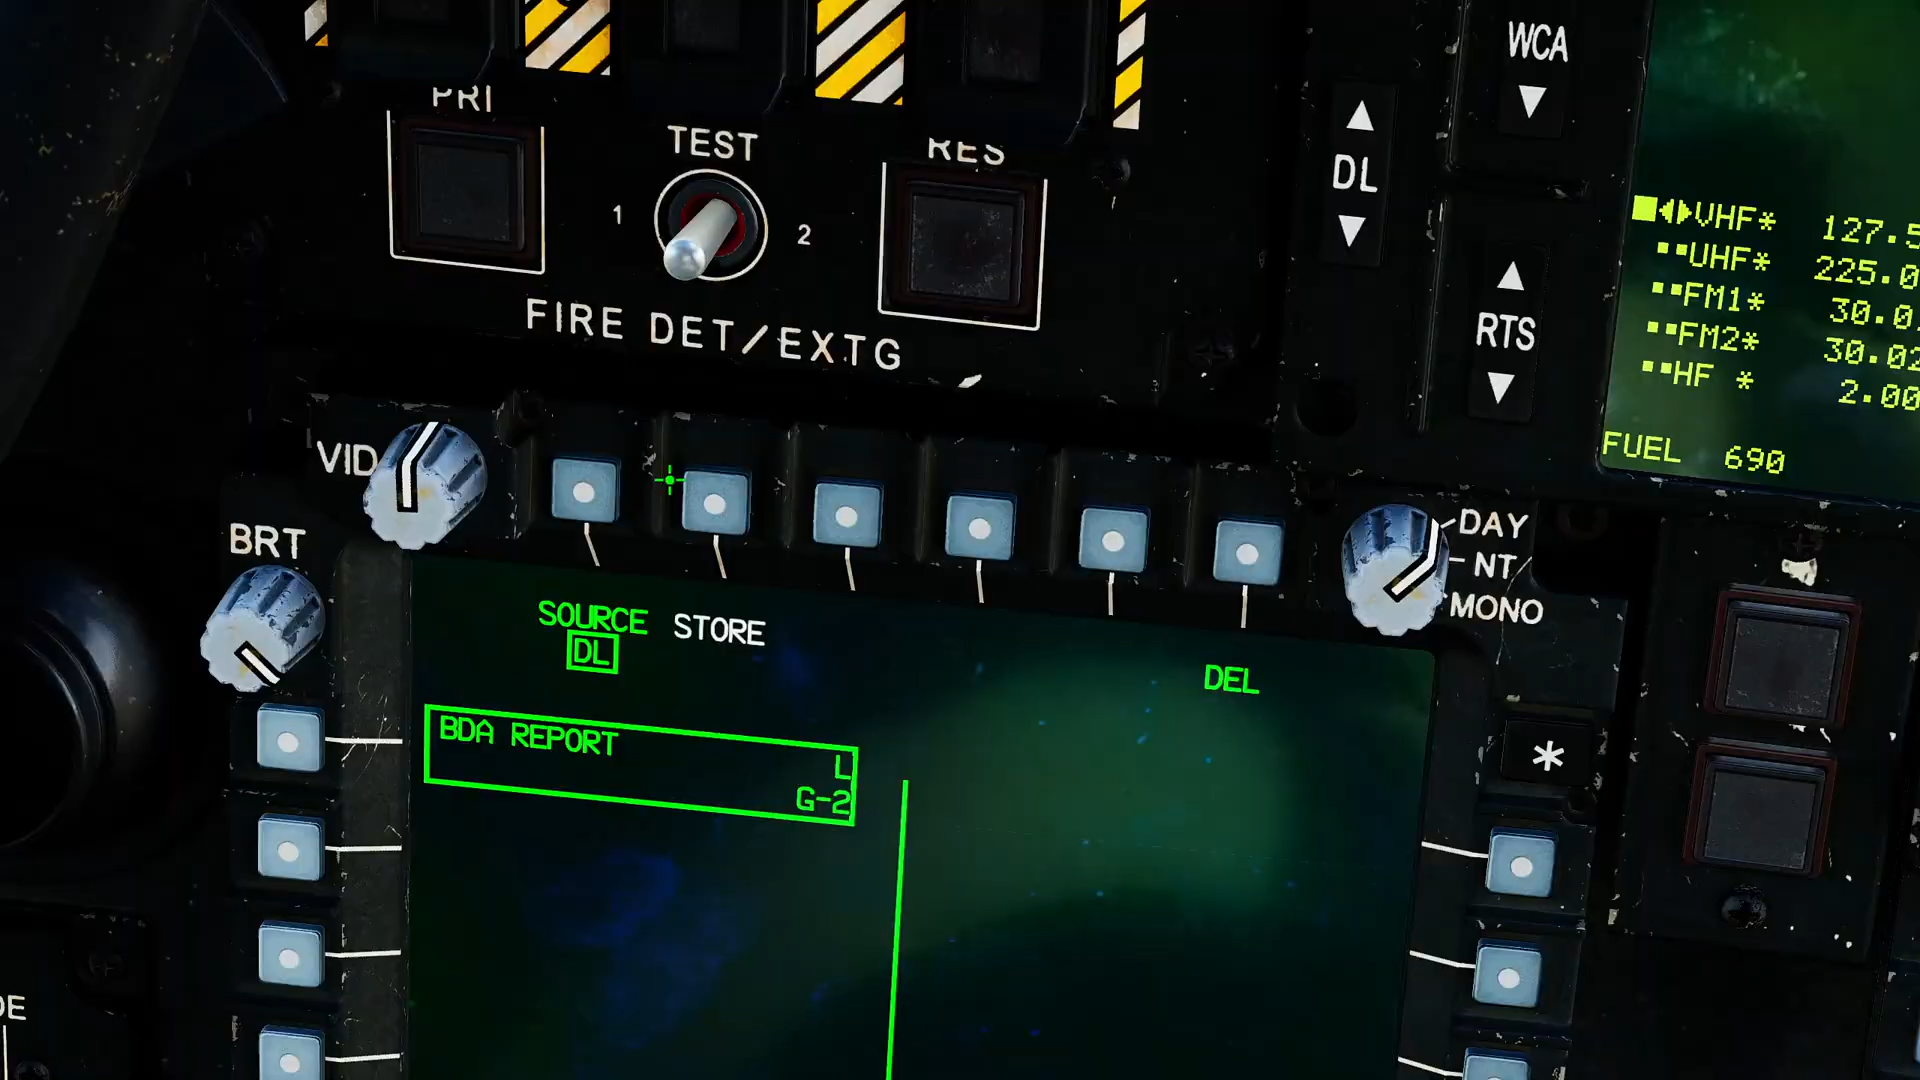 WCA
PRI
TEST
RES
1
2
DL
FIRE DET/EXTG
RTS
VHF* 127.5
UHF* 225.0
FM1* 30.0
FM2* 30.02
HF * 2.00
FUEL 690
VID
BRT
DAY
NT
MONO
SOURCE
DL
STORE
DEL
BDA REPORT
L
G-2
*